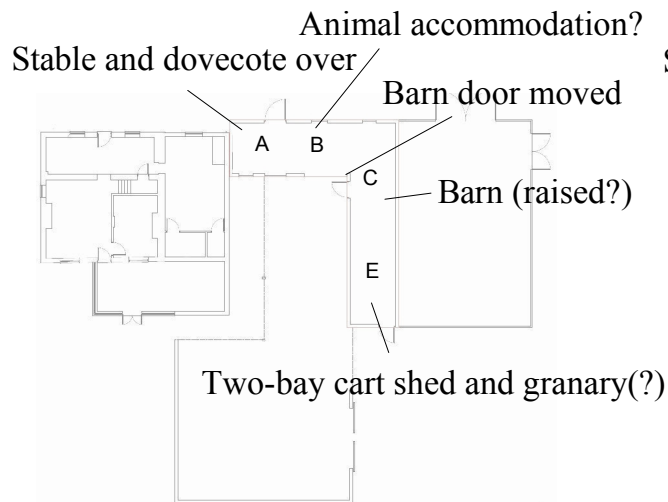 Animal accommodation?
Stable and dovecote over
S
Barn door moved
A
B
C
Barn (raised?)
E
Two-bay cart shed and granary(?)